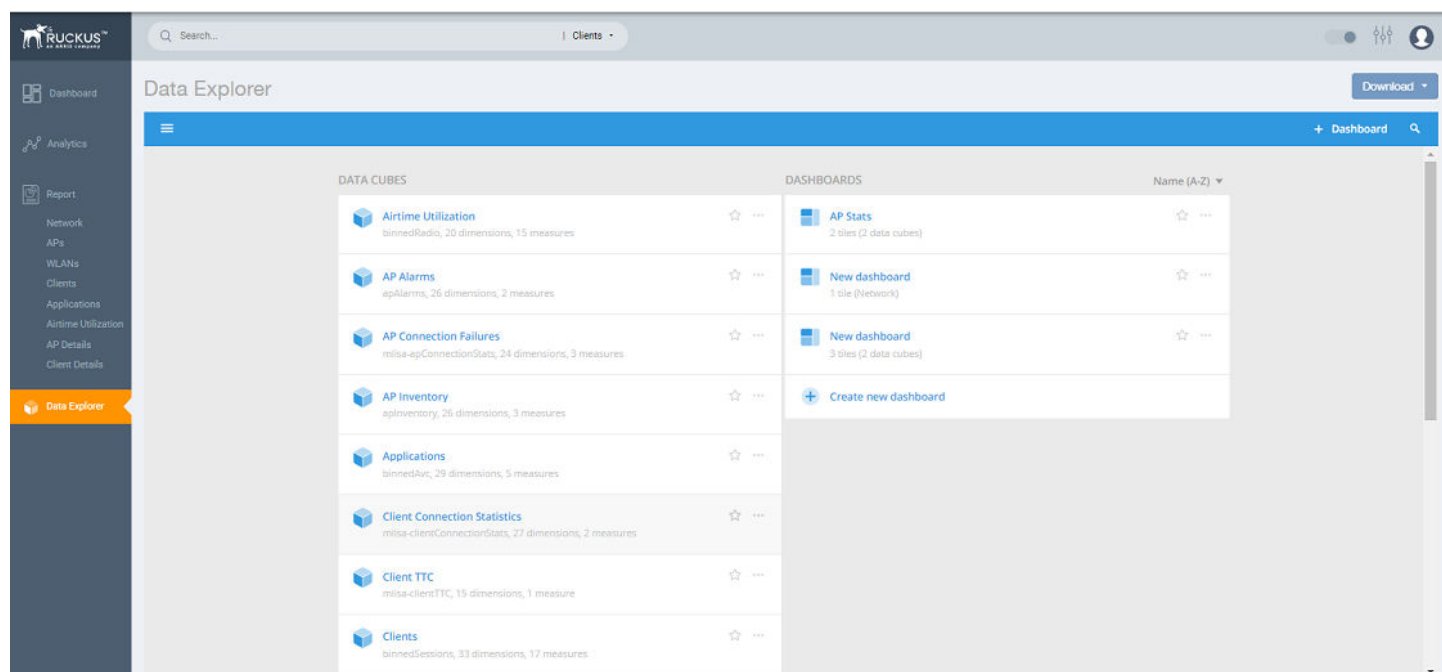 RUCKUS™
an ARRIS company
Search...
| Clients
Dashboard
Analytics
Report
Network
APs
WLANs
Clients
Applications
Airtime Utilization
AP Details
Client Details
Data Explorer
Data Explorer
Download
+ Dashboard
DATA CUBES
Airtime Utilization
binnedRadio, 20 dimensions, 15 measures
AP Alarms
apAlarms, 26 dimensions, 2 measures
AP Connection Failures
mlisa-apConnectionStats, 24 dimensions, 3 measures
AP Inventory
apInventory, 26 dimensions, 3 measures
Applications
binnedAvc, 29 dimensions, 5 measures
Client Connection Statistics
mlisa-clientConnectionStats, 27 dimensions, 2 measures
Client TTC
mlisa-clientTTC, 15 dimensions, 1 measure
Clients
binnedSessions, 33 dimensions, 17 measures
DASHBOARDS
Name (A-Z)
AP Stats
2 tiles (2 data cubes)
New dashboard
1 tile (Network)
New dashboard
3 tiles (2 data cubes)
Create new dashboard